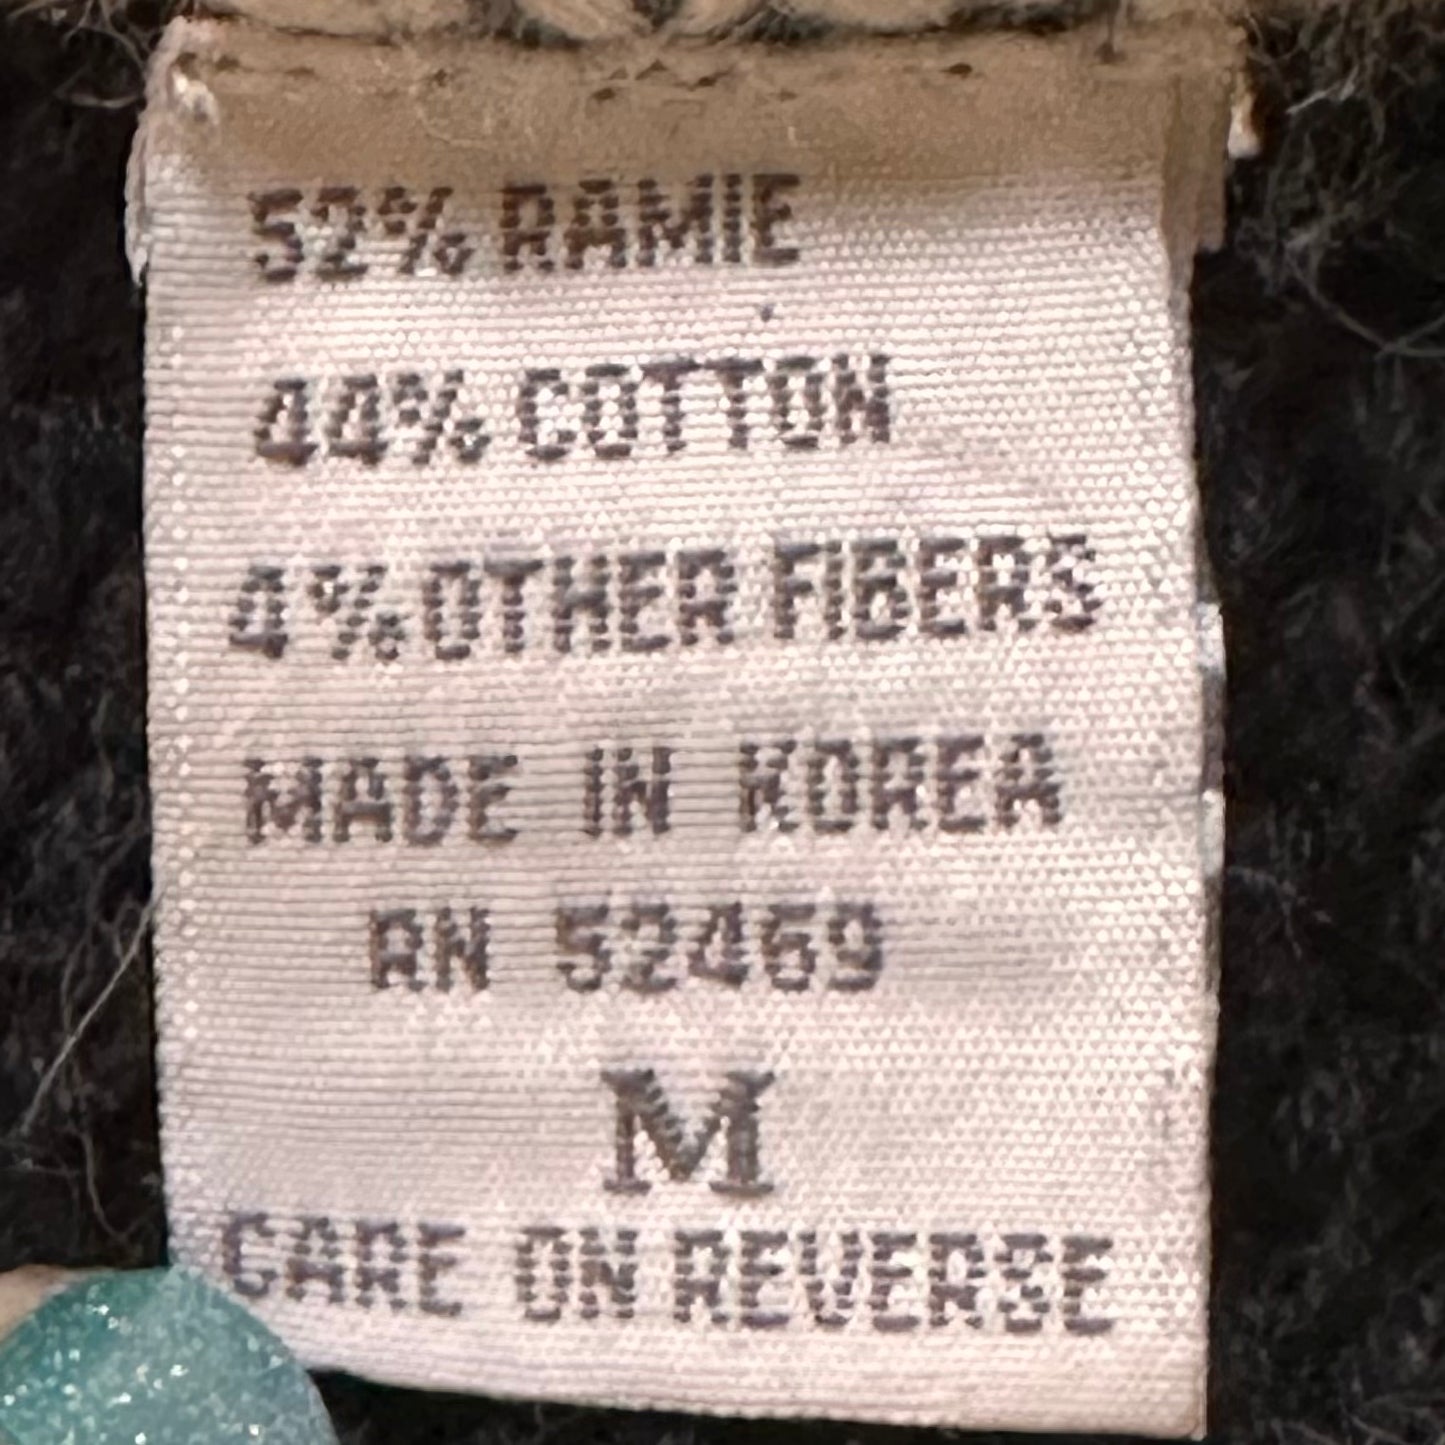 52% RAMIE
44% COTTON
4% OTHER FIBERS
MADE IN KOREA
RN 52469
M
CARE ON REVERSE